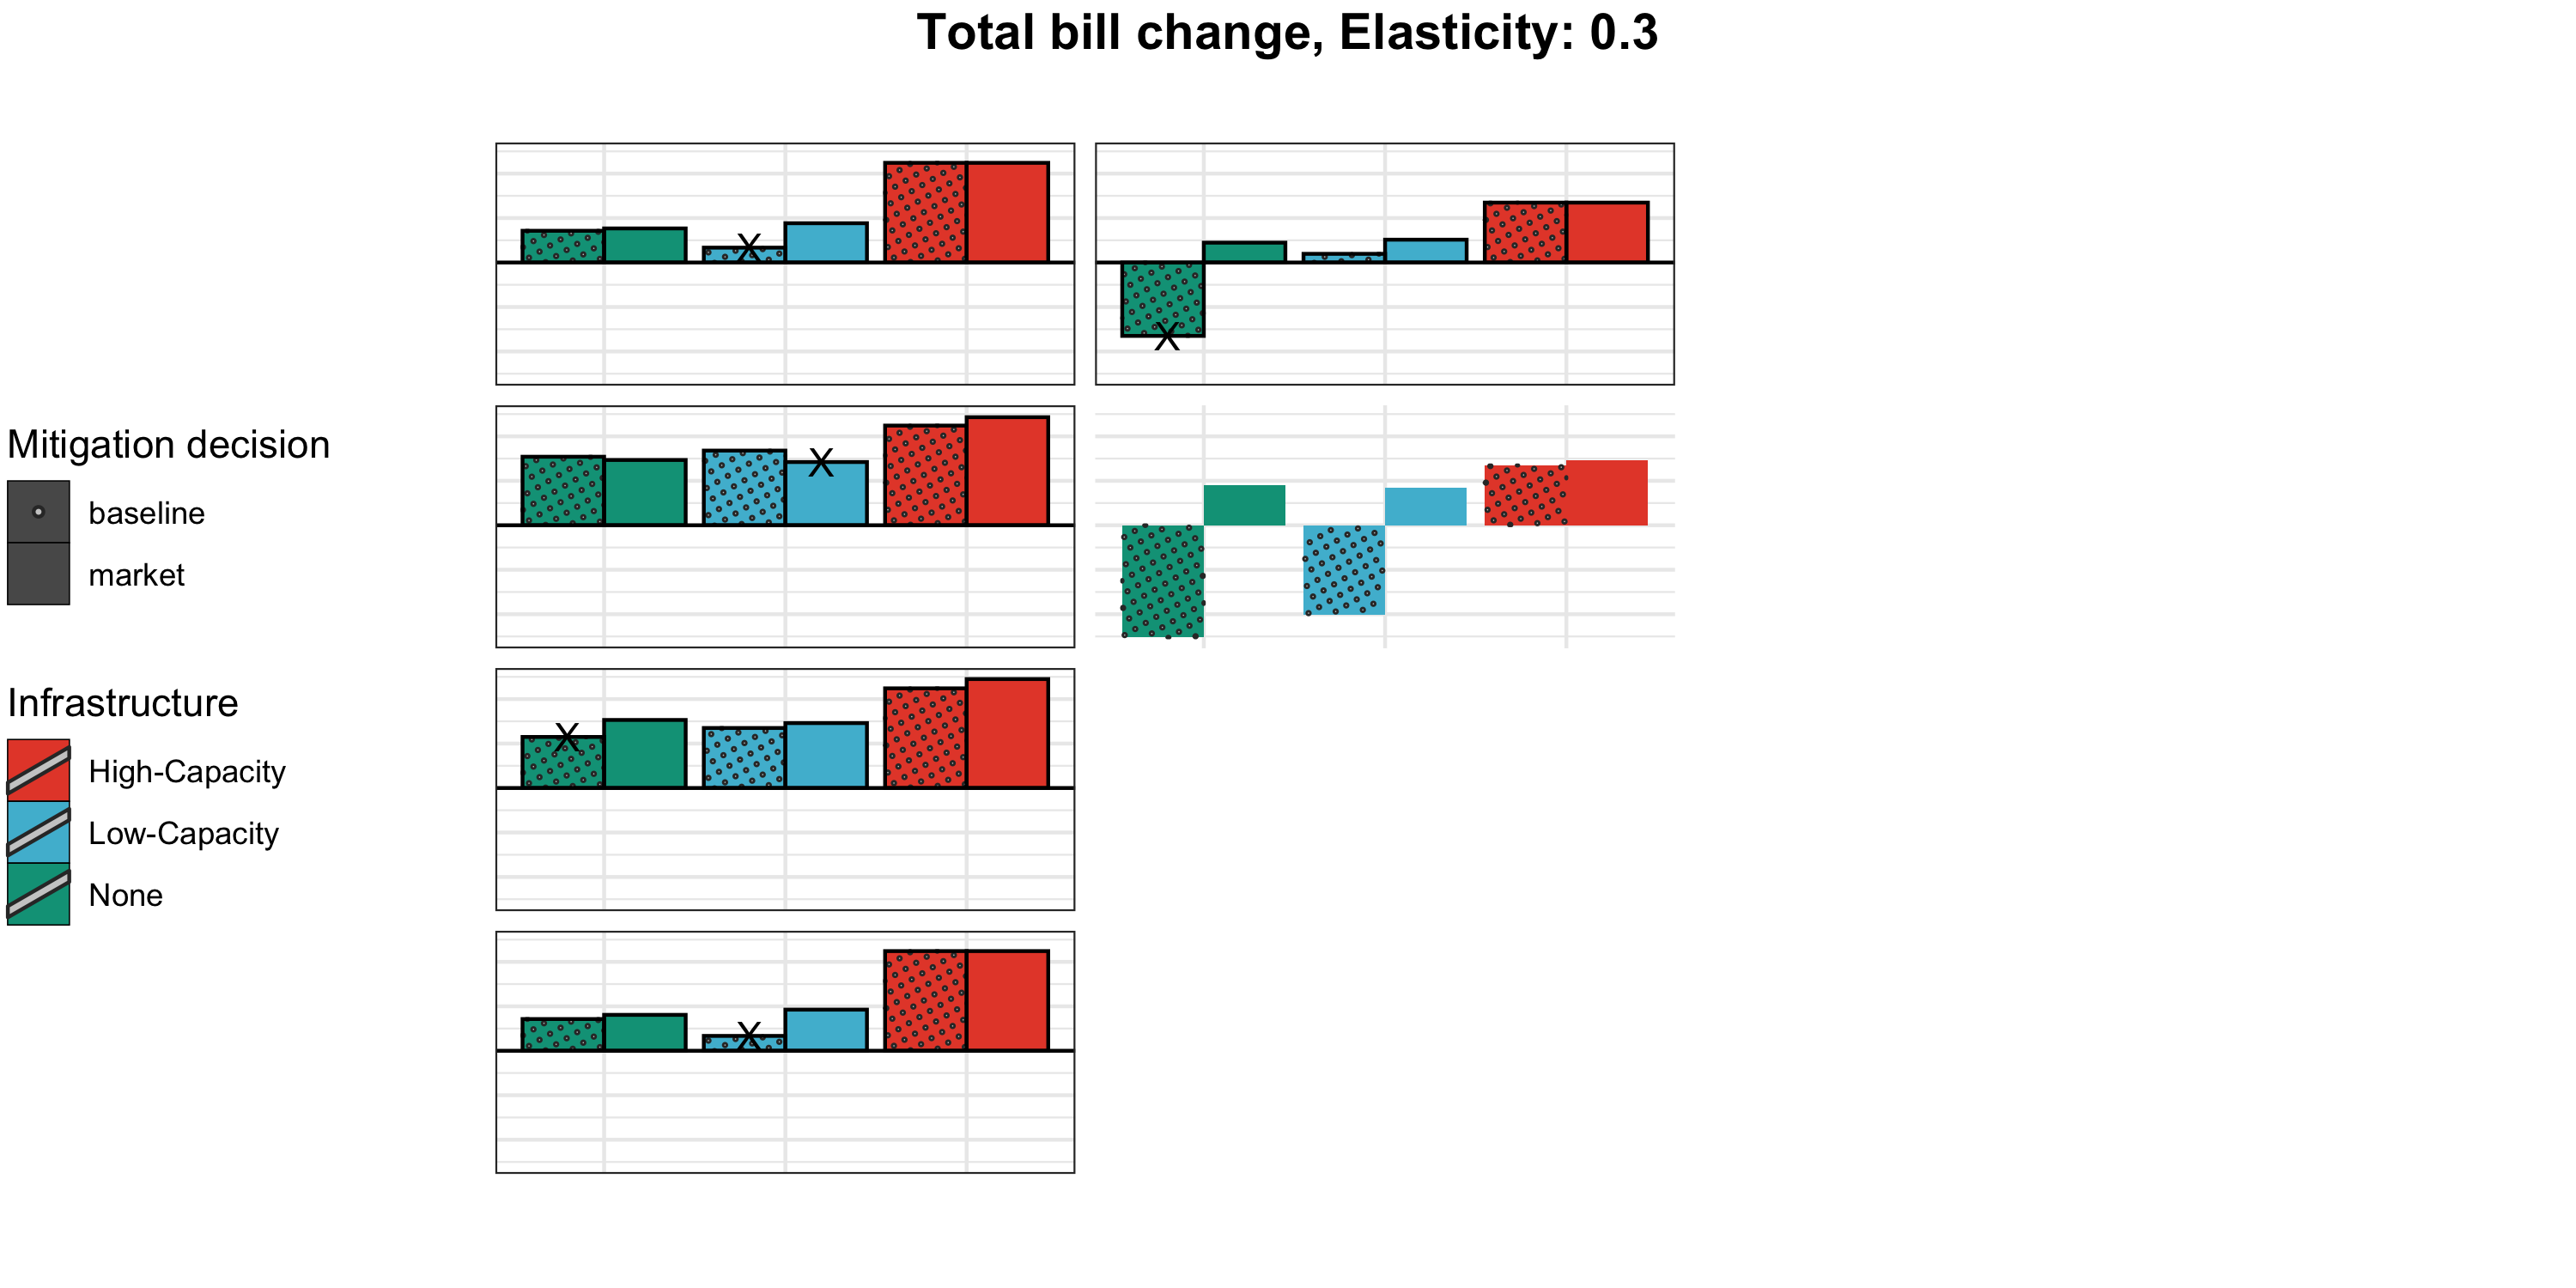 Total bill change, Elasticity: 0.3
X
X
X
Mitigation decision
baseline
market
X
Infrastructure
High-Capacity
Low-Capacity
None
X